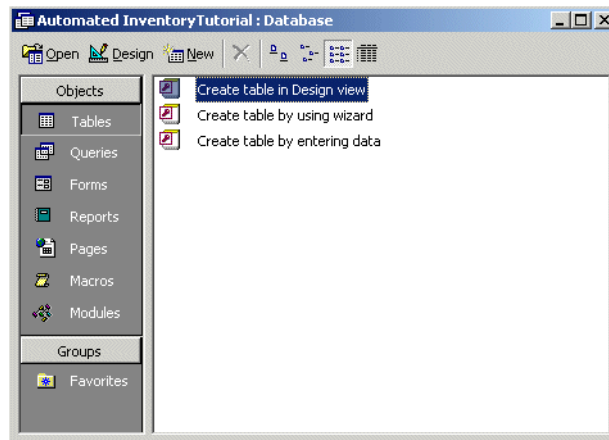 Automated InventoryTutorial : Database
Open Design New
Objects
Tables
Queries
Forms
Reports
Pages
Macros
Modules
Groups
Favorites
Create table in Design view
Create table by using wizard
Create table by entering data